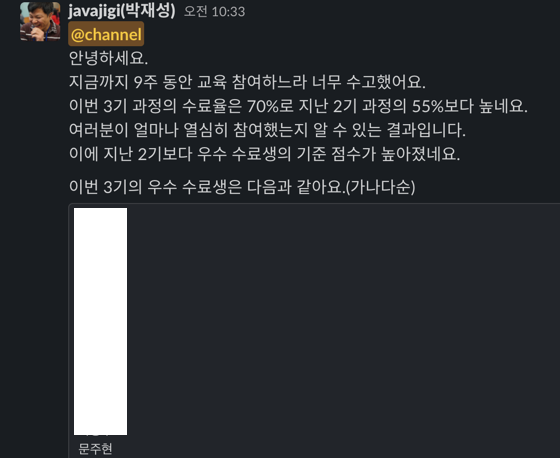 javajigi(박재성) 오전 10:33
@channel
안녕하세요.
지금까지 9주 동안 교육 참여하느라 너무 수고했어요.
이번 3기 과정의 수료율은 70%로 지난 2기 과정의 55%보다 높네요.
여러분이 얼마나 열심히 참여했는지 알 수 있는 결과입니다.
이에 지난 2기보다 우수 수료생의 기준 점수가 높아졌네요.
이번 3기의 우수 수료생은 다음과 같아요.(가나다순)
문주현